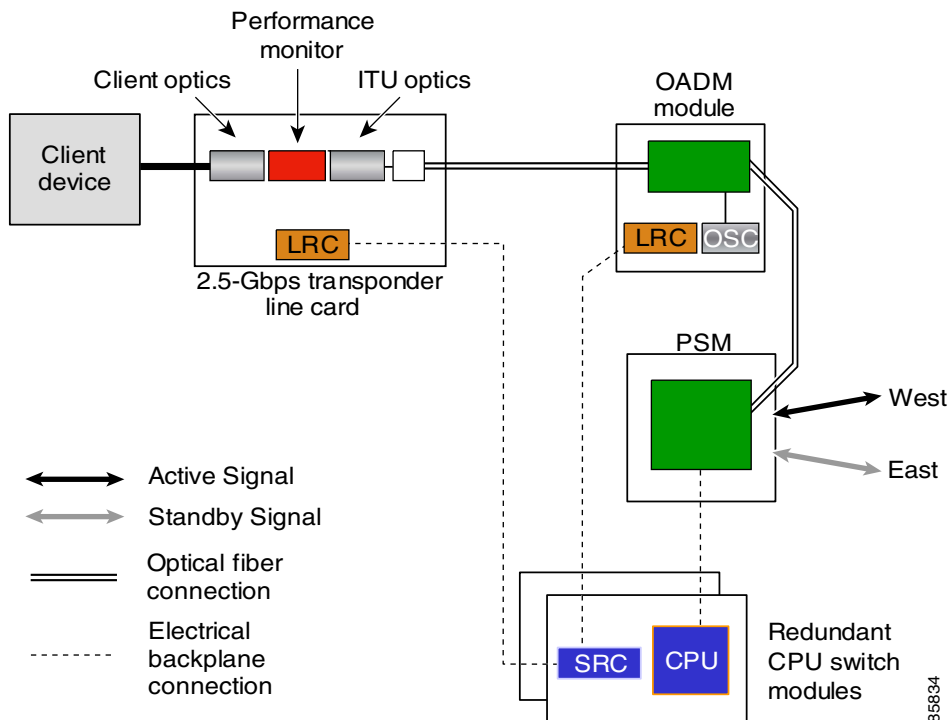 Performance
monitor
Client optics
ITU optics
OADM
module
Client
device
LRC
LRC
OSC
2.5-Gbps transponder
line card
PSM
West
East
Active Signal
Standby Signal
Optical fiber
connection
Electrical
backplane
connection
SRC
CPU
Redundant
CPU switch
modules